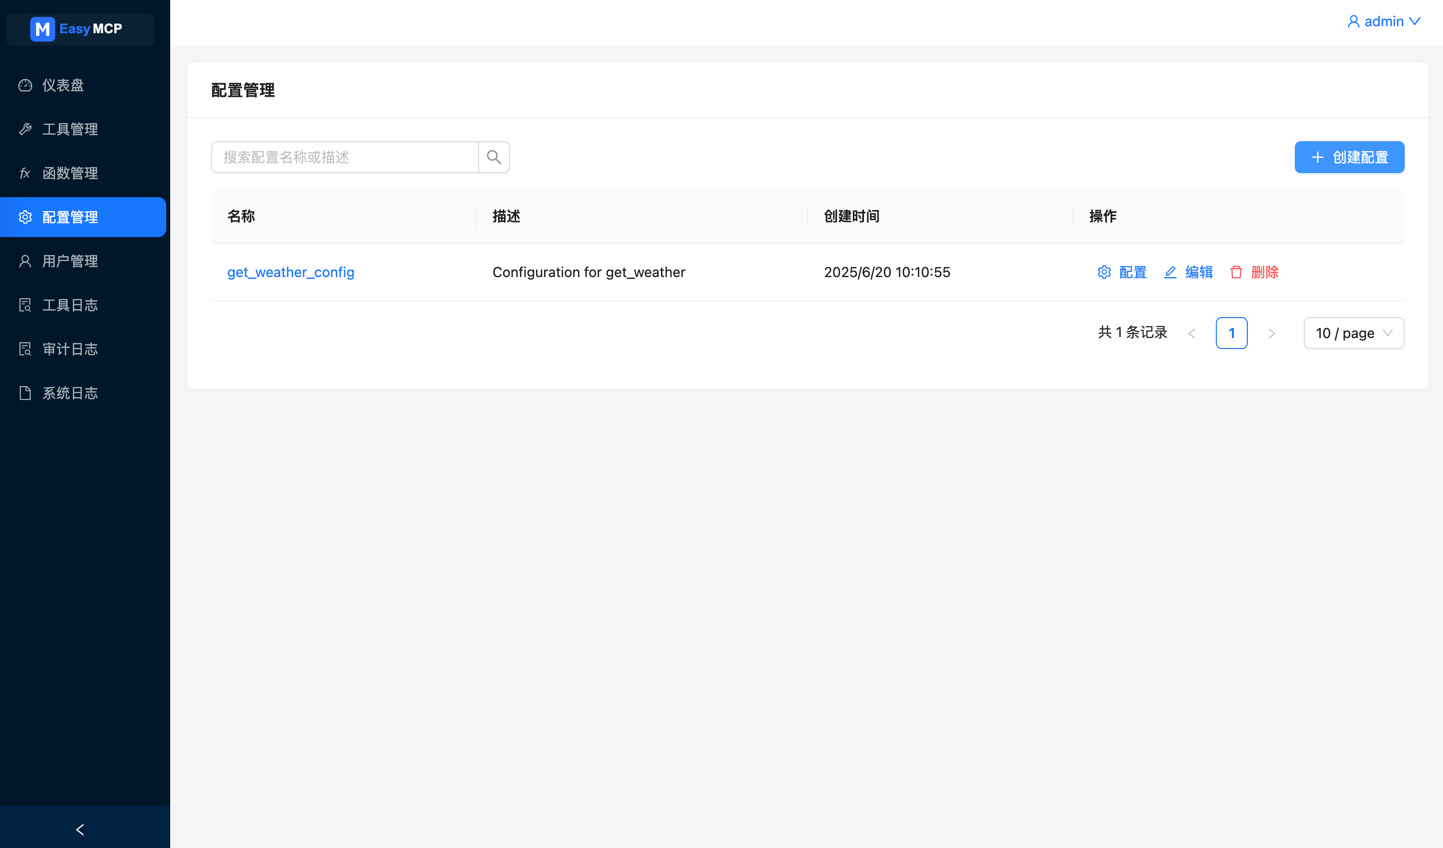 M Easy MCP
admin
仪表盘
工具管理
fx 函数管理
配置管理
用户管理
工具日志
审计日志
系统日志
配置管理
搜索配置名称或描述
创建配置
名称 描述 创建时间 操作
get_weather_config Configuration for get_weather 2025/6/20 10:10:55 配置 编辑 删除
共 1 条记录 1 10 / page